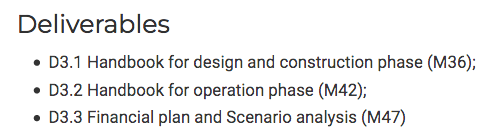 Deliverables
• D3.1 Handbook for design and construction phase (M36);
• D3.2 Handbook for operation phase (M42);
• D3.3 Financial plan and Scenario analysis (M47)